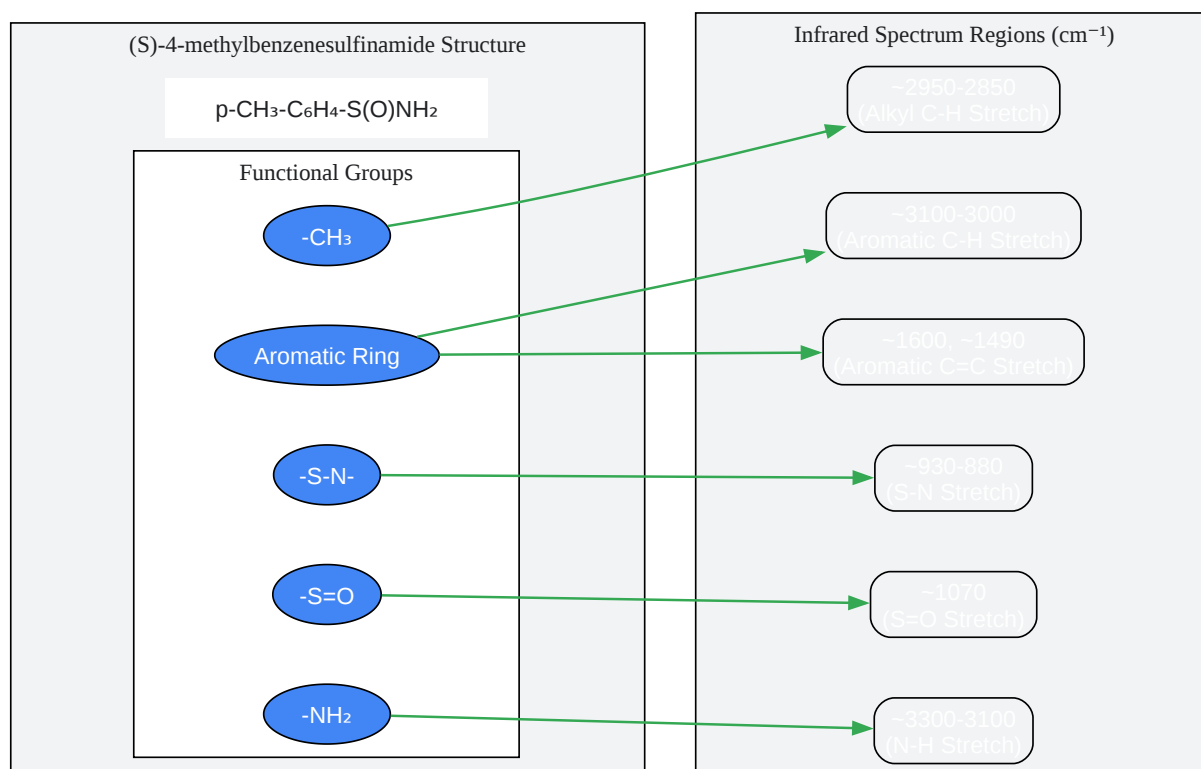 (S)-4-methylbenzenesulfinamide Structure
p-CH₃-C₆H₄-S(O)NH₂
Functional Groups
-CH₃
Aromatic Ring
-S-N-
-S=O
-NH₂
Infrared Spectrum Regions (cm⁻¹)
~2950-2850
(Alkyl C-H Stretch)
~3100-3000
(Aromatic C-H Stretch)
~1600, ~1490
(Aromatic C=C Stretch)
~930-880
(S-N Stretch)
~1070
(S=O Stretch)
~3300-3100
(N-H Stretch)